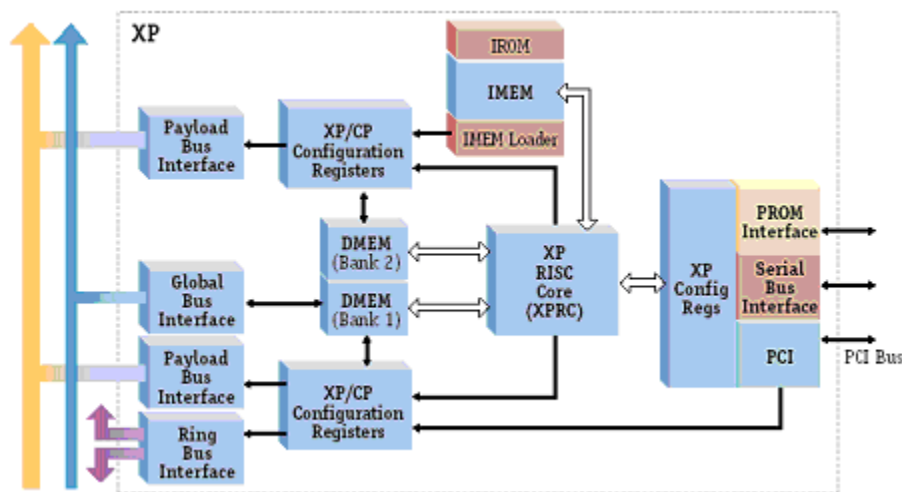 XP
IROM
IMEM
IMEM Loader
Payload
Bus
Interface
XP/CP
Configuration
Registers
PROM
Interface
DMEM
(Bank 2)
XP
RISC
Core
(XPRC)
XP
Config
Regs
Serial
Bus
Interface
Global
Bus
Interface
DMEM
(Bank 1)
PCI
PCI Bus
Payload
Bus
Interface
XP/CP
Configuration
Registers
Ring
Bus
Interface